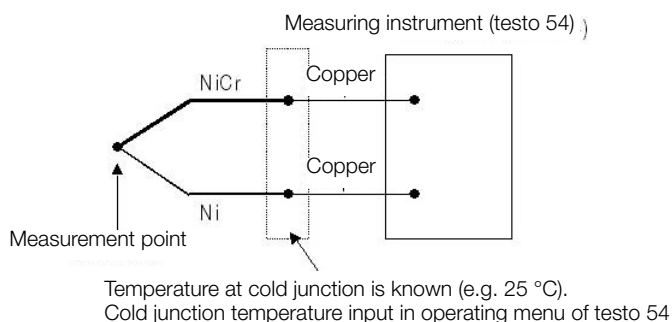 Measuring instrument (testo 54)
Copper
NiCr
Copper
Ni
Measurement point
Temperature at cold junction is known (e.g. 25 °C).
Cold junction temperature input in operating menu of testo 54